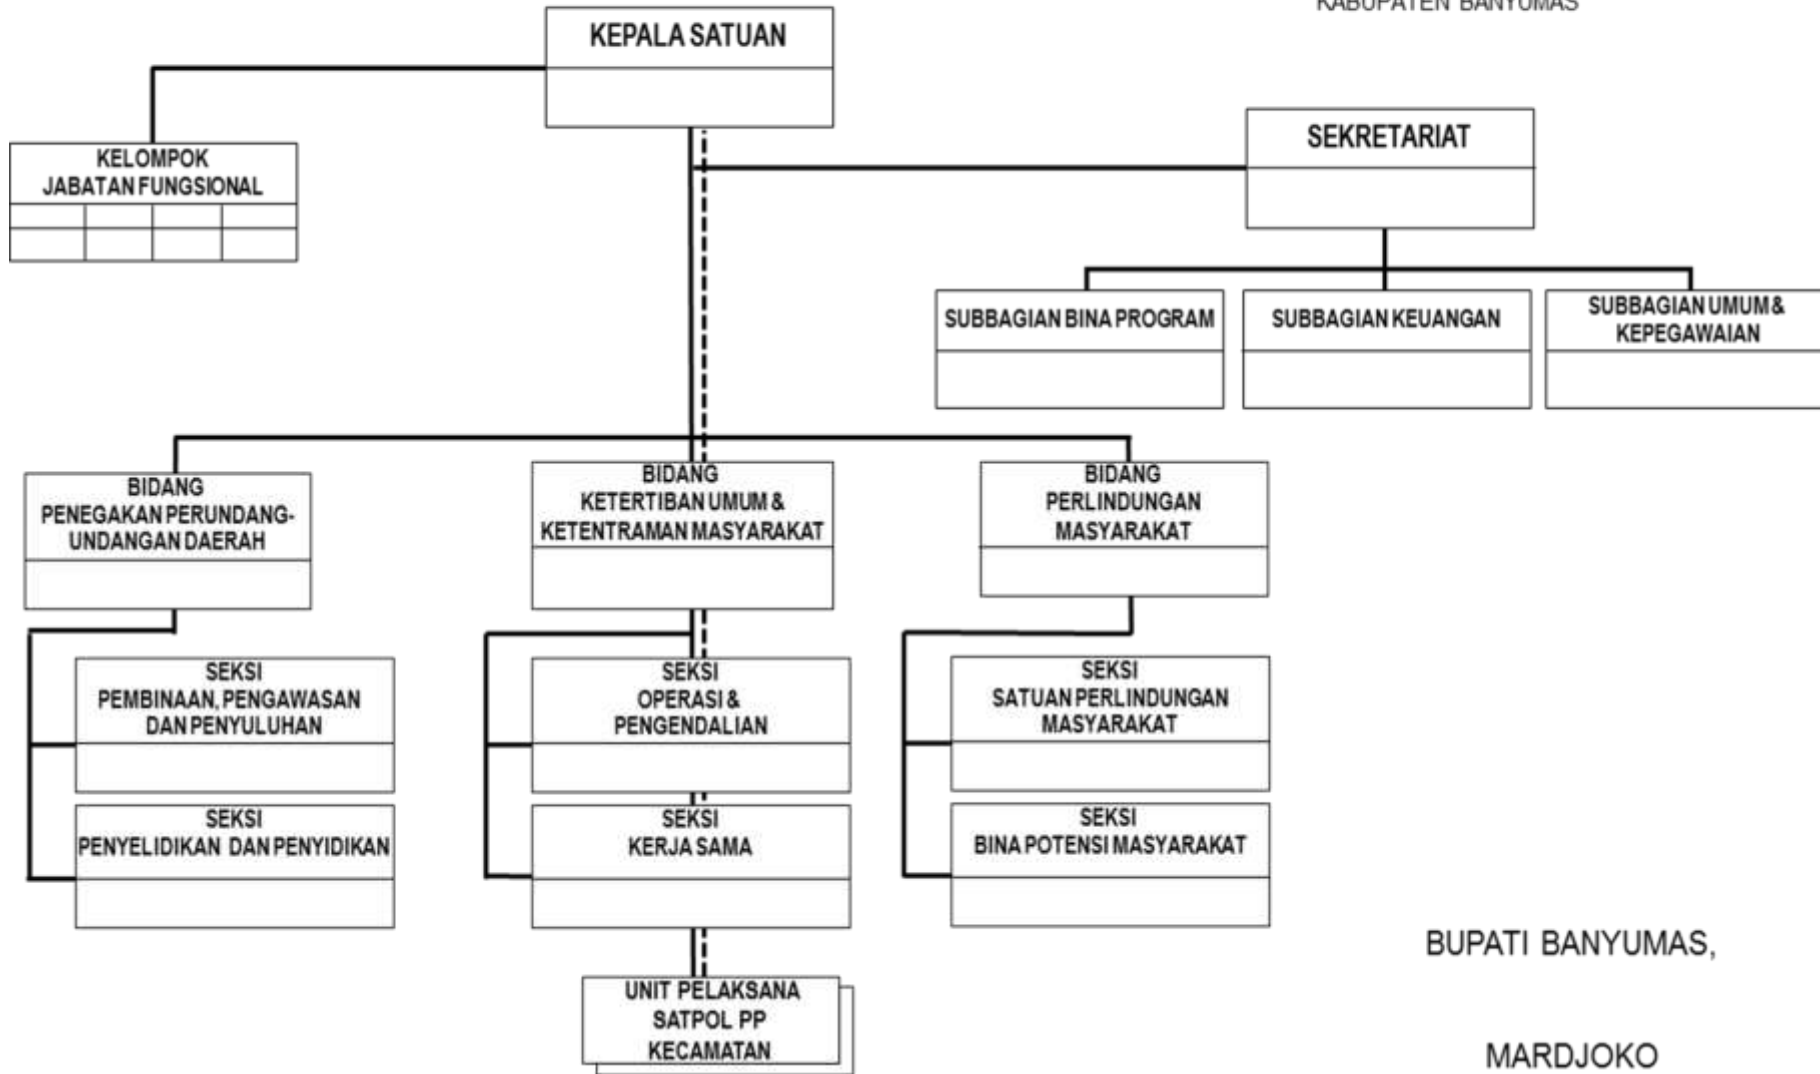 KABUPATEN BANYUMAS
KEPALA SATUAN
SEKRETARIAT
KELOMPOK
JABATAN FUNGSIONAL
SUBBAGIAN BINA PROGRAM
SUBBAGIAN KEUANGAN
SUBBAGIAN UMUM &
KEPEGAWAIAN
BIDANG
PENEGAKAN PERUNDANG-
UNDANGAN DAERAH
BIDANG
KETERTIBAN UMUM &
KETENTRAMAN MASYARAKAT
BIDANG
PERLINDUNGAN
MASYARAKAT
SEKSI
PEMBINAAN, PENGAWASAN
DAN PENYULUHAN
SEKSI
OPERASI &
PENGENDALIAN
SEKSI
SATUAN PERLINDUNGAN
MASYARAKAT
SEKSI
PENYELIDIKAN DAN PENYIDIKAN
SEKSI
KERJA SAMA
SEKSI
BINA POTENSI MASYARAKAT
UNIT PELAKSANA
SATPOL PP
KECAMATAN
BUPATI BANYUMAS,
MARDJOKO